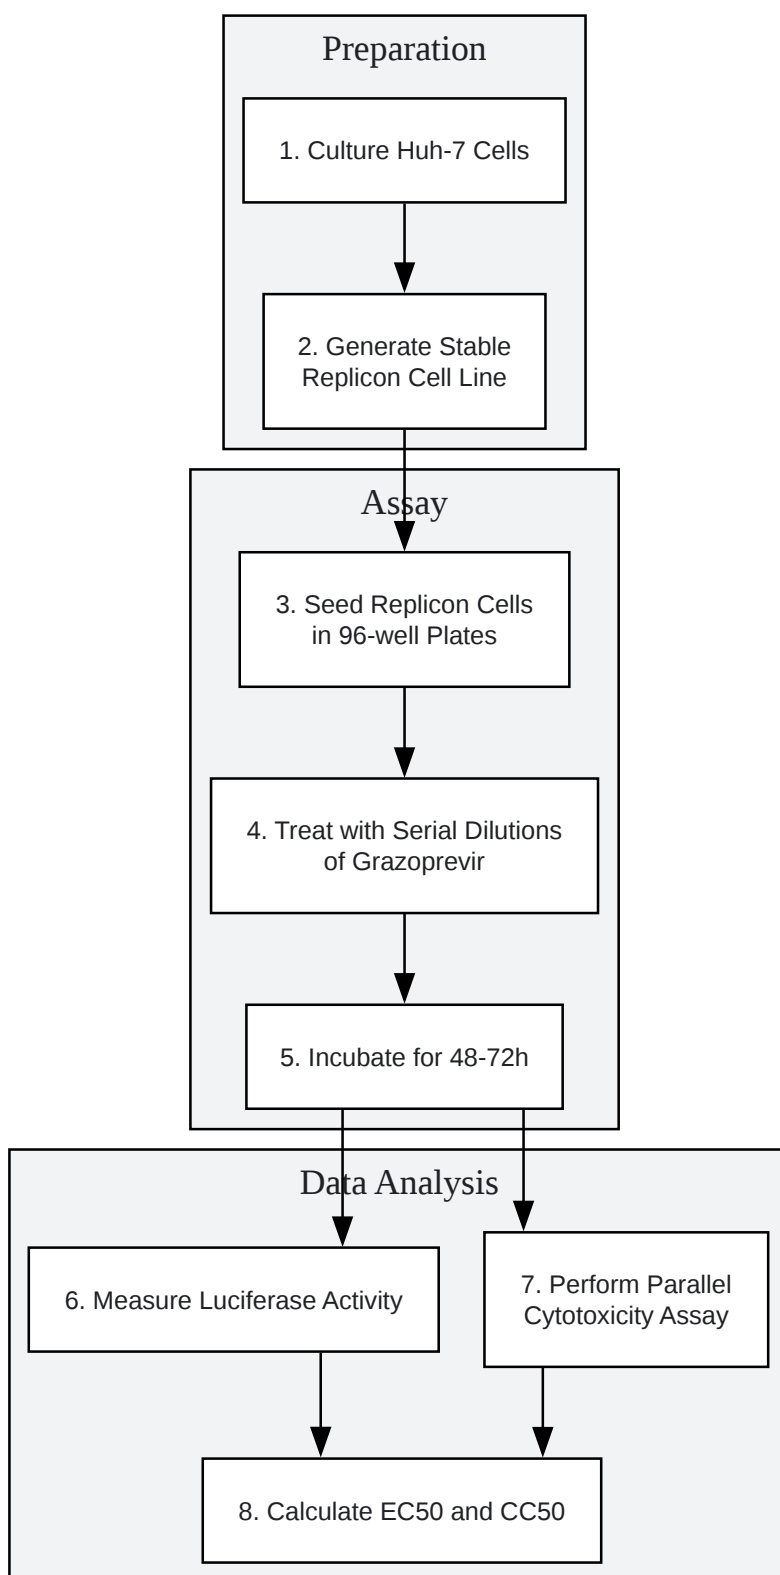 Preparation
1. Culture Huh-7 Cells
2. Generate Stable
Replicon Cell Line
Assay
3. Seed Replicon Cells
in 96-well Plates
4. Treat with Serial Dilutions
of Grazoprevir
5. Incubate for 48-72h
Data Analysis
6. Measure Luciferase Activity
7. Perform Parallel
Cytotoxicity Assay
8. Calculate EC50 and CC50